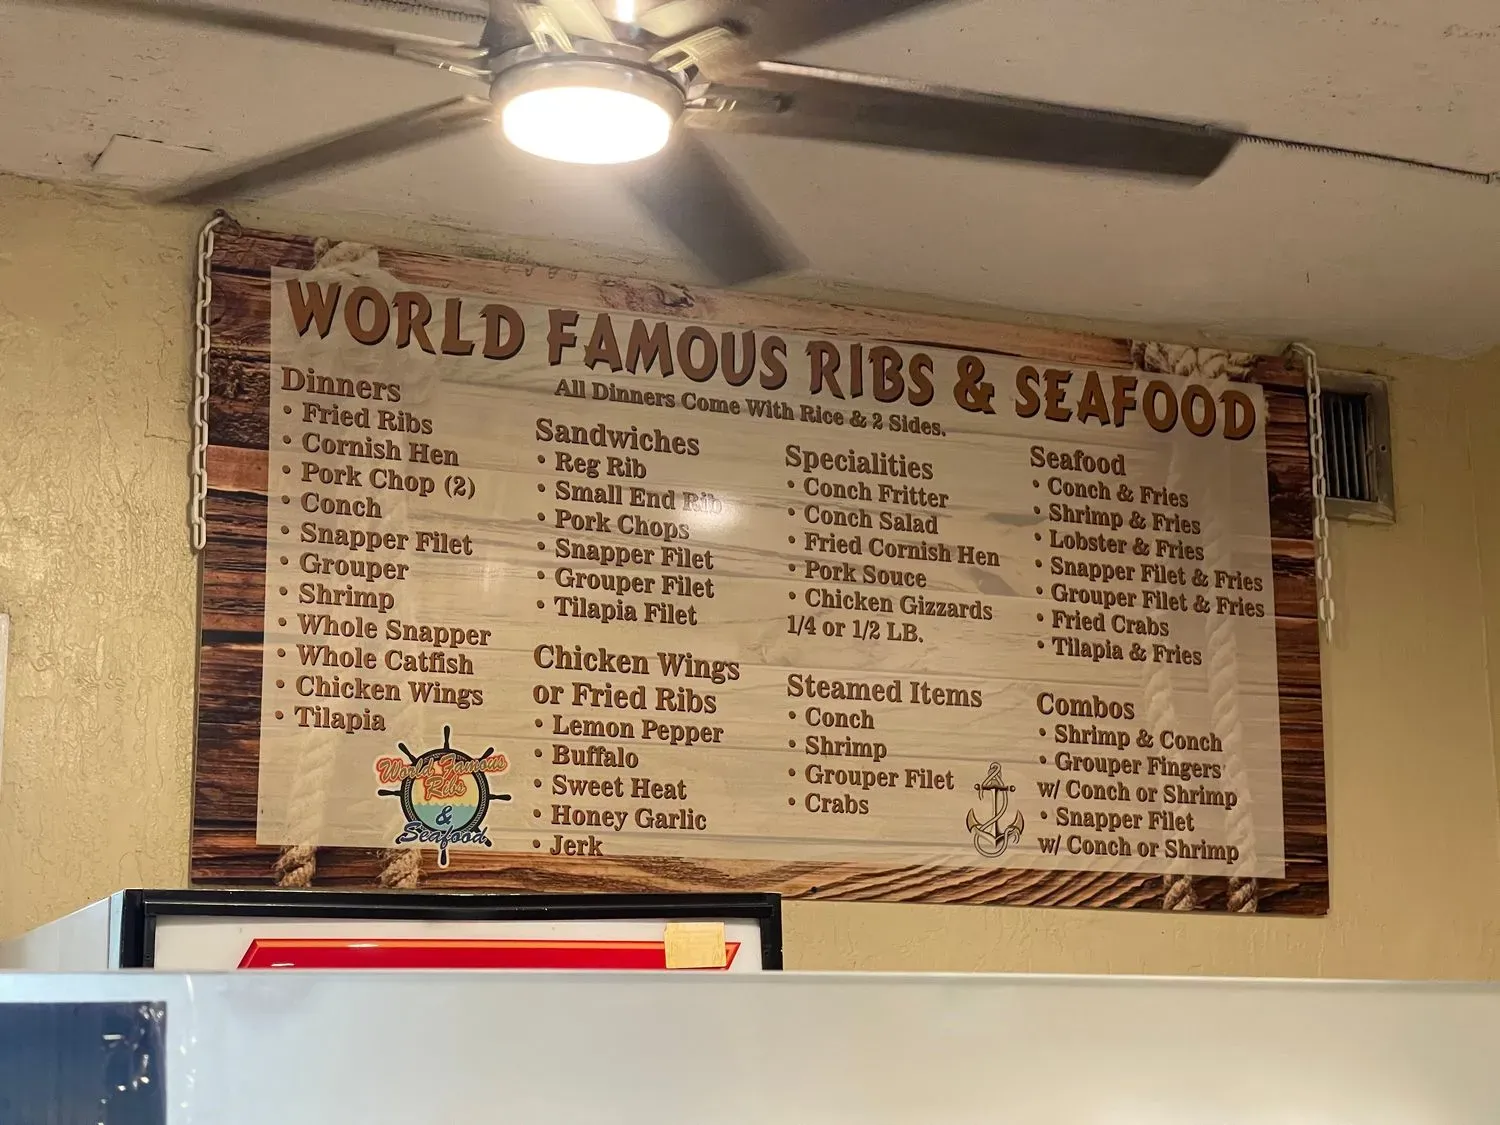 WORLD FAMOUS RIBS & SEAFOOD
All Dinners Come With Rice & 2 Sides.
Dinners
• Fried Ribs
• Cornish Hen
• Pork Chop (2)
• Conch
• Snapper Filet
• Grouper
• Shrimp
• Whole Snapper
• Whole Catfish
• Chicken Wings
• Tilapia
World Famous
Ribs
&
Seafood
Sandwiches
• Reg Rib
• Small End Rib
• Pork Chops
• Snapper Filet
• Grouper Filet
• Tilapia Filet
Chicken Wings
or Fried Ribs
• Lemon Pepper
• Buffalo
• Sweet Heat
• Honey Garlic
• Jerk
Specialities
• Conch Fritter
• Conch Salad
• Fried Cornish Hen
• Pork Souce
• Chicken Gizzards
1/4 or 1/2 LB.
Steamed Items
• Conch
• Shrimp
• Grouper Filet
• Crabs
Seafood
• Conch & Fries
• Shrimp & Fries
• Lobster & Fries
• Snapper Filet & Fries
• Grouper Filet & Fries
• Fried Crabs
• Tilapia & Fries
Combos
• Shrimp & Conch
• Grouper Fingers
w/ Conch or Shrimp
• Snapper Filet
w/ Conch or Shrimp